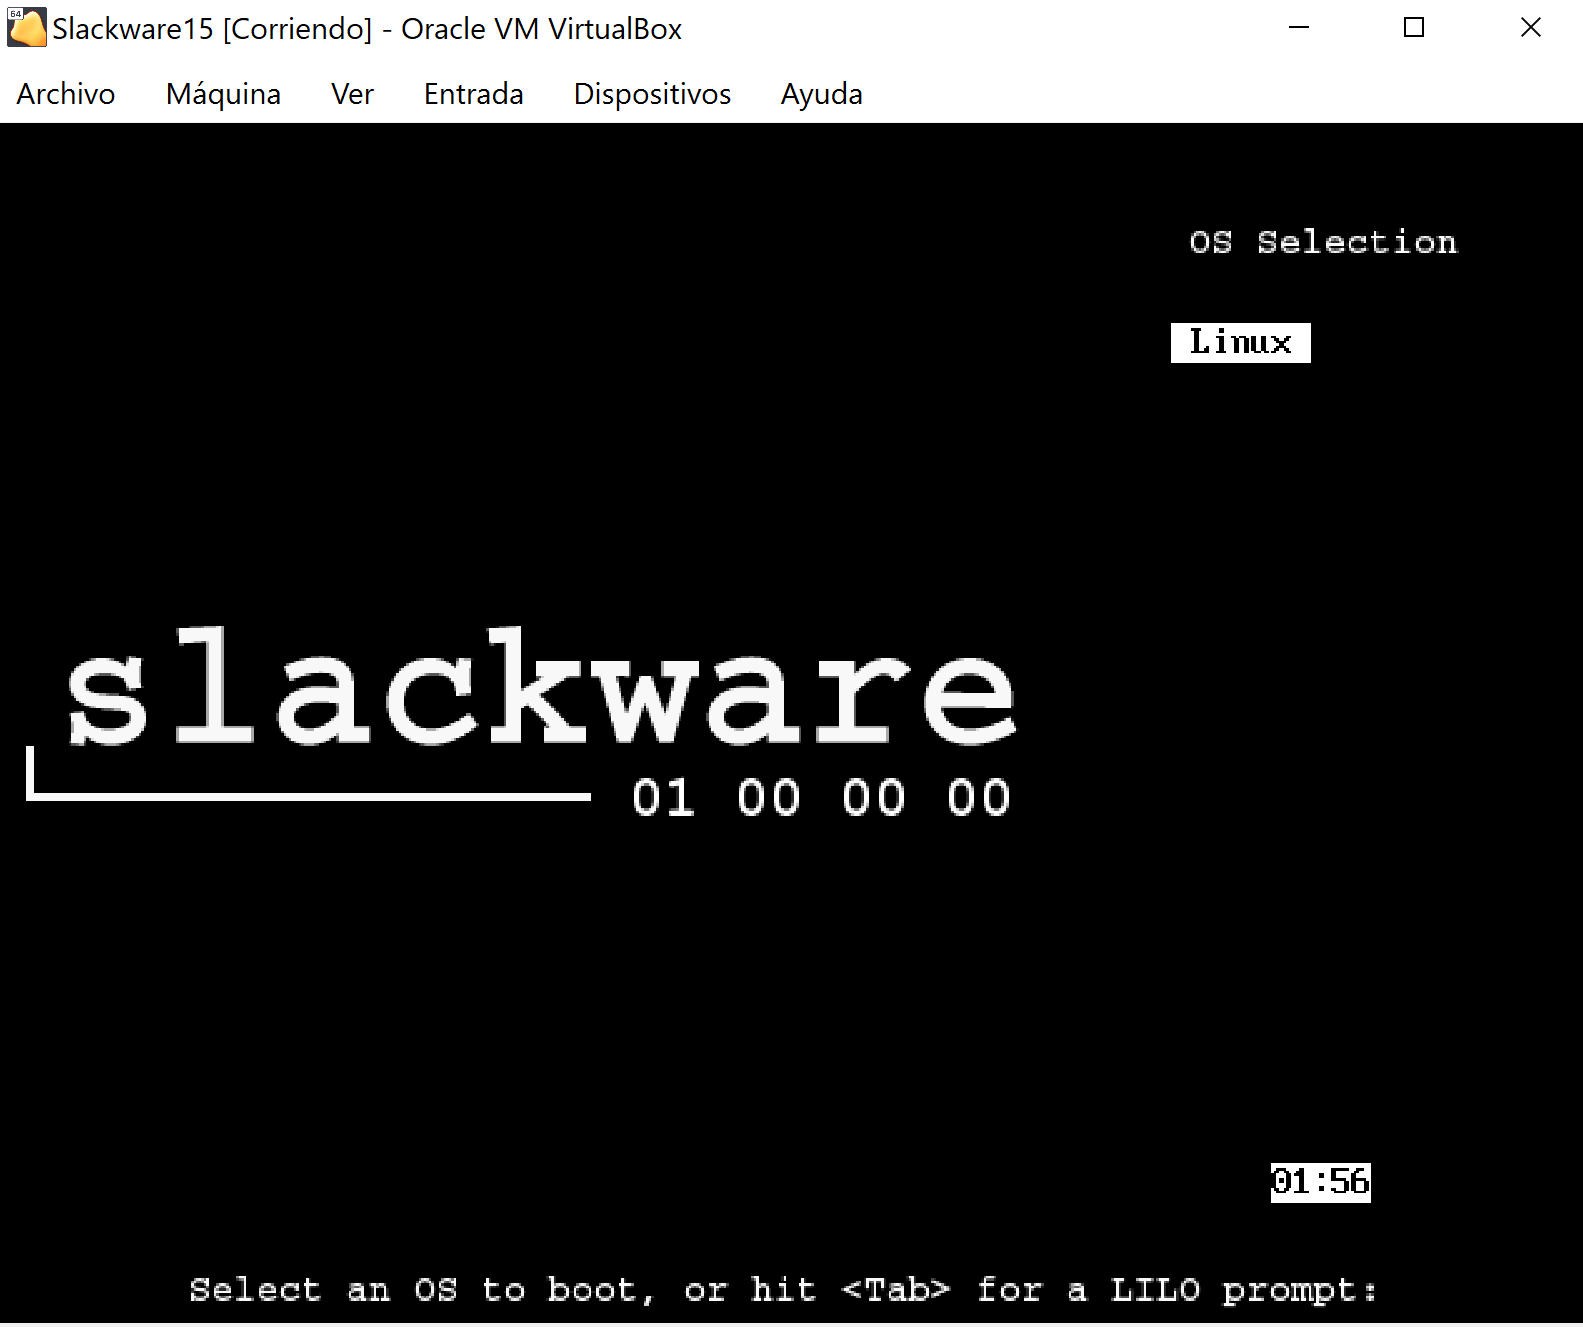 64
Slackware15 [Corriendo] - Oracle VM VirtualBox
Archivo Máquina Ver Entrada Dispositivos Ayuda
OS Selection
Linux
slackware
01 00 00 00
01:56
Select an OS to boot, or hit <Tab> for a LILO prompt: